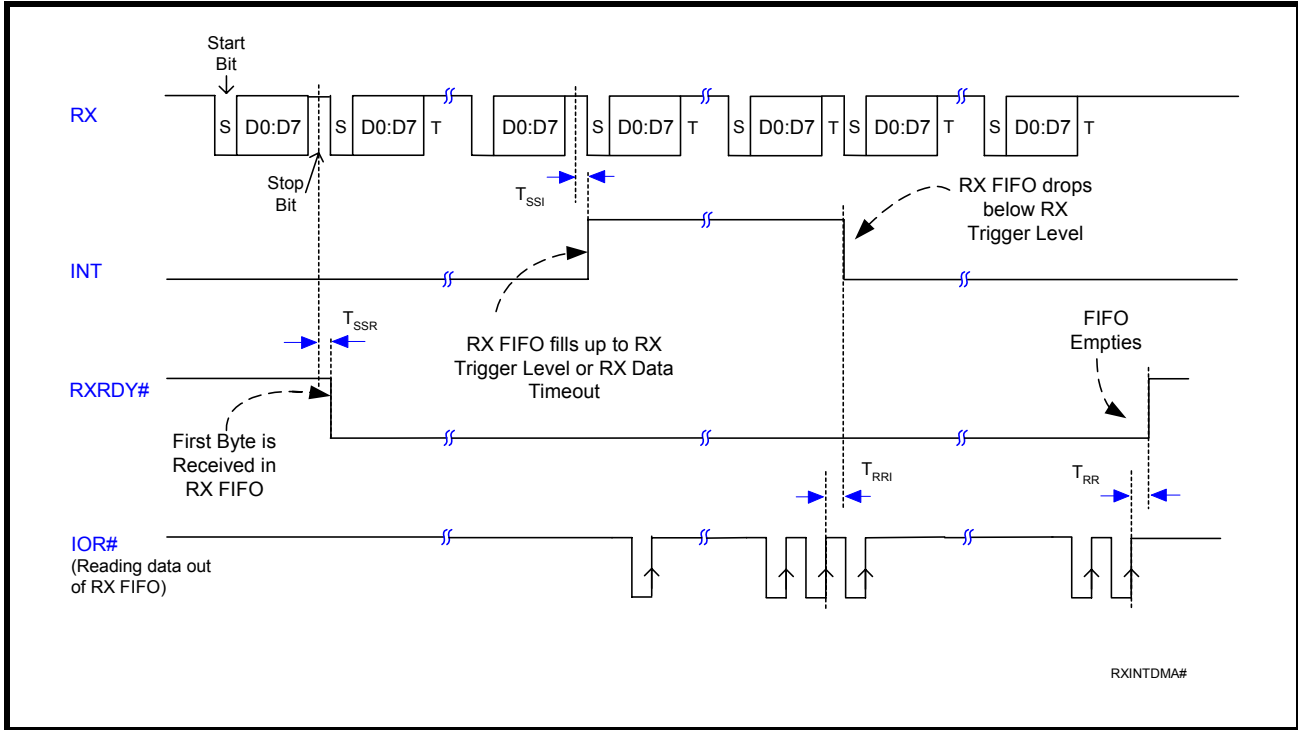 Start
Bit
RX
S D0:D7 S D0:D7 T D0:D7 S D0:D7 T S D0:D7 T S D0:D7 T S D0:D7 T
Stop
Bit
TSSI
RX FIFO drops
below RX
Trigger Level
INT
TSSR
RX FIFO fills up to RX
Trigger Level or RX Data
Timeout
FIFO
Empties
RXRDY#
First Byte is
Received in
RX FIFO
TRRI
TRR
IOR#
(Reading data out
of RX FIFO)
RXINTDMA#